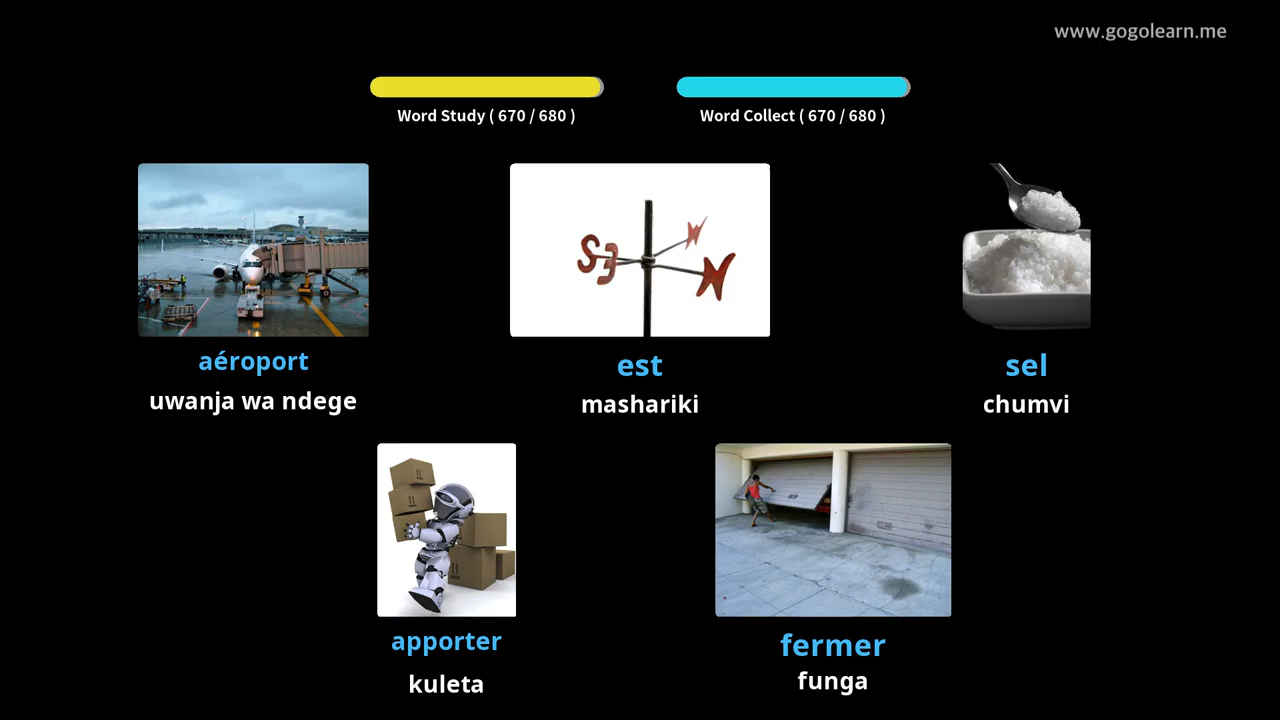 www.gogolearn.me
Word Study ( 670 / 680 )
Word Collect ( 670 / 680 )
S
E
N
aéroport
est
sel
uwanja wa ndege
mashariki
chumvi
apporter
fermer
kuleta
funga